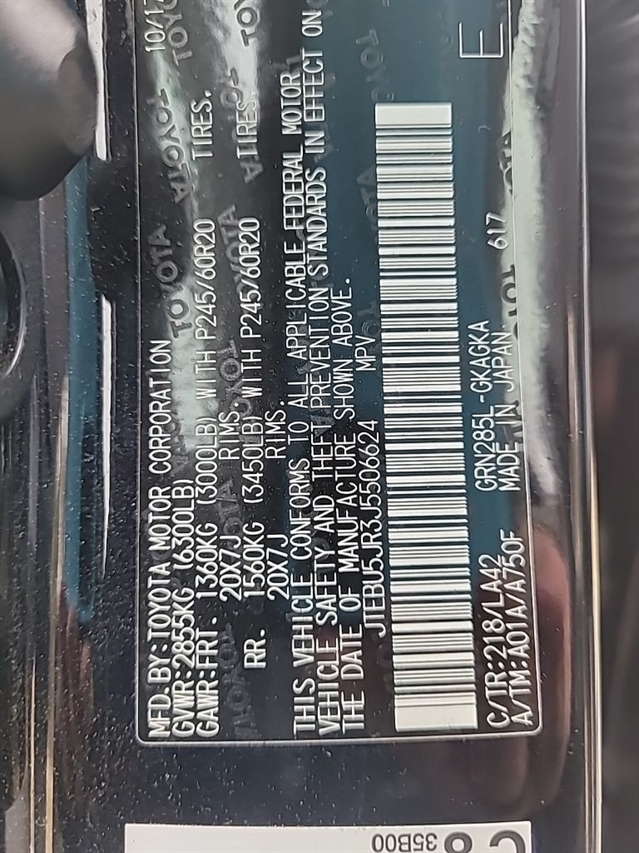 MFD.BY:TOYOTA MOTOR CORPORATION 10/17
GVWR:2855KG (6300LB)
GAWR:FRT. 1360KG (3000LB) WITH P245/60R20 TIRES.
20X7J RIMS
RR. 1560KG (3450LB) WITH P245/60R20 TIRES.
20X7J RIMS
THIS VEHICLE CONFORMS TO ALL APPLICABLE FEDERAL MOTOR
VEHICLE SAFETY AND THEFT PREVENTION STANDARDS IN EFFECT ON
THE DATE OF MANUFACTURE SHOWN ABOVE.
JTEBU5JR3J5506624 MPV
C/TR:218/LA42 GRN285L-GKAGKA 617 E
A/TM:A01A/A750F MADE IN JAPAN
35B00